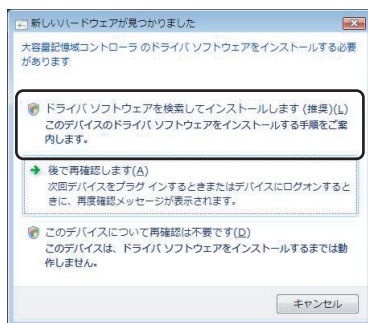 新しいハードウェアが見つかりました
大容量記憶域コントローラ のドライバ ソフトウェアをインストールする必要
があります
ドライバ ソフトウェアを検索してインストールします (推奨)(L)
このデバイスのドライバ ソフトウェアをインストールする手順をご案
内します。
後で再確認します(A)
次回デバイスをプラグ インするときまたはデバイスにログオンすると
きに、再度確認メッセージが表示されます。
このデバイスについて再確認は不要です(D)
このデバイスは、ドライバ ソフトウェアをインストールするまでは動
作しません。
キャンセル